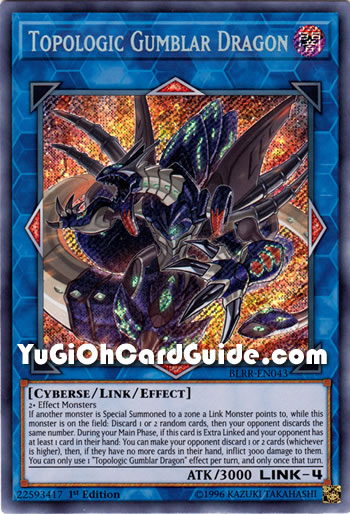 TOPOLOGIC GUMBLAR DRAGON
YuGiOhCardGuide.com
BLRR-EN043
[CYBERSE/LINK/EFFECT]
2+ Effect Monsters
If another monster is Special Summoned to a zone a Link Monster points to, while this
monster is on the field: Discard 1 or 2 random cards, then your opponent discards the
same number. During your Main Phase, if this card is Extra Linked and your opponent has
at least 1 card in their hand: You can make your opponent discard 1 or 2 cards (whichever
is higher), then, if they have no cards in their hand, inflict 3000 damage to them.
You can only use 1 "Topologic Gumblar Dragon" effect per turn, and only once that turn.
ATK/3000 LINK-4
22593417 1st Edition ©1996 KAZUKI TAKAHASHI